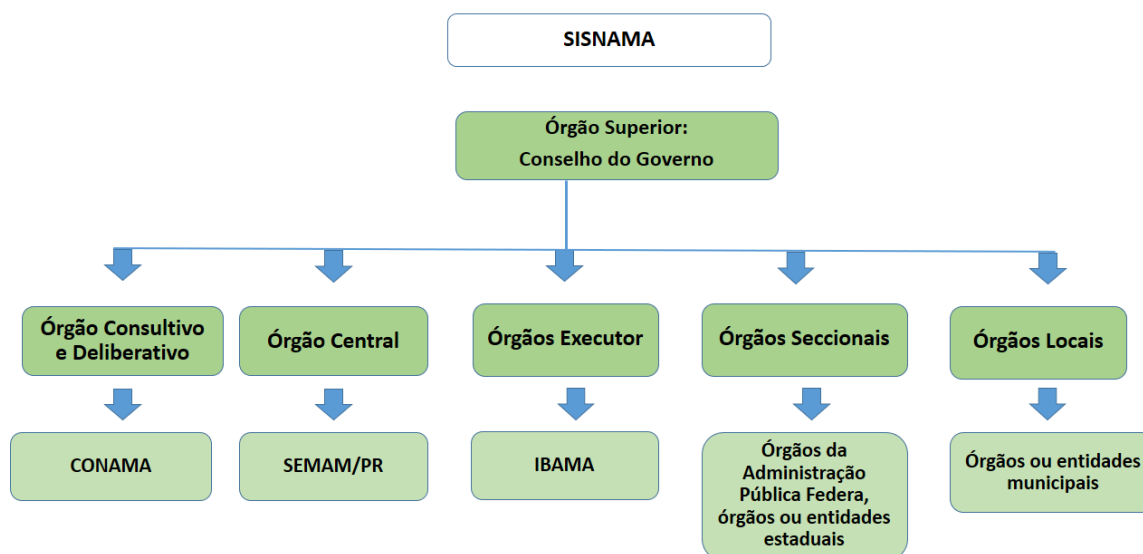 SISNAMA
Órgão Superior:
Conselho do Governo
Órgão Consultivo
e Deliberativo
Órgão Central
Órgãos Executor
Órgãos Seccionais
Órgãos Locais
CONAMA
SEMAM/PR
IBAMA
Órgãos da
Administração
Pública Federa,
órgãos ou entidades
estaduais
Órgãos ou entidades
municipais